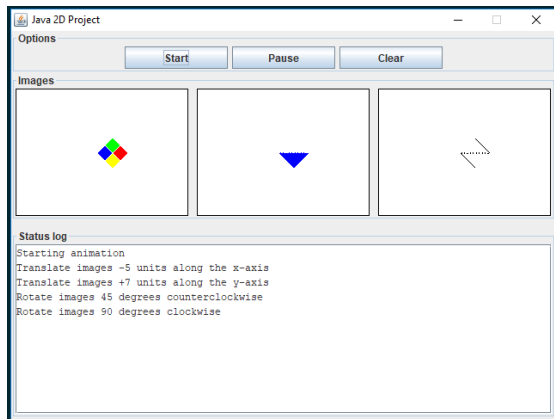 Java 2D Project
Options
Start Pause Clear
Images
Status log
Starting animation
Translate images -5 units along the x-axis
Translate images +7 units along the y-axis
Rotate images 45 degrees counterclockwise
Rotate images 90 degrees clockwise